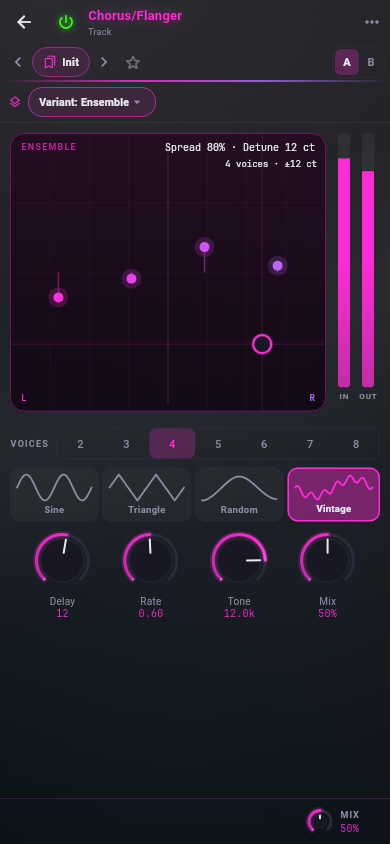 Chorus/Flanger
Track
Init
A B
Variant: Ensemble
ENSEMBLE
Spread 80% · Detune 12 ct
4 voices · ±12 ct
L R
IN OUT
VOICES 2 3 4 5 6 7 8
Sine Triangle Random Vintage
Delay Rate Tone Mix
12 0.60 12.0k 50%
MIX
50%